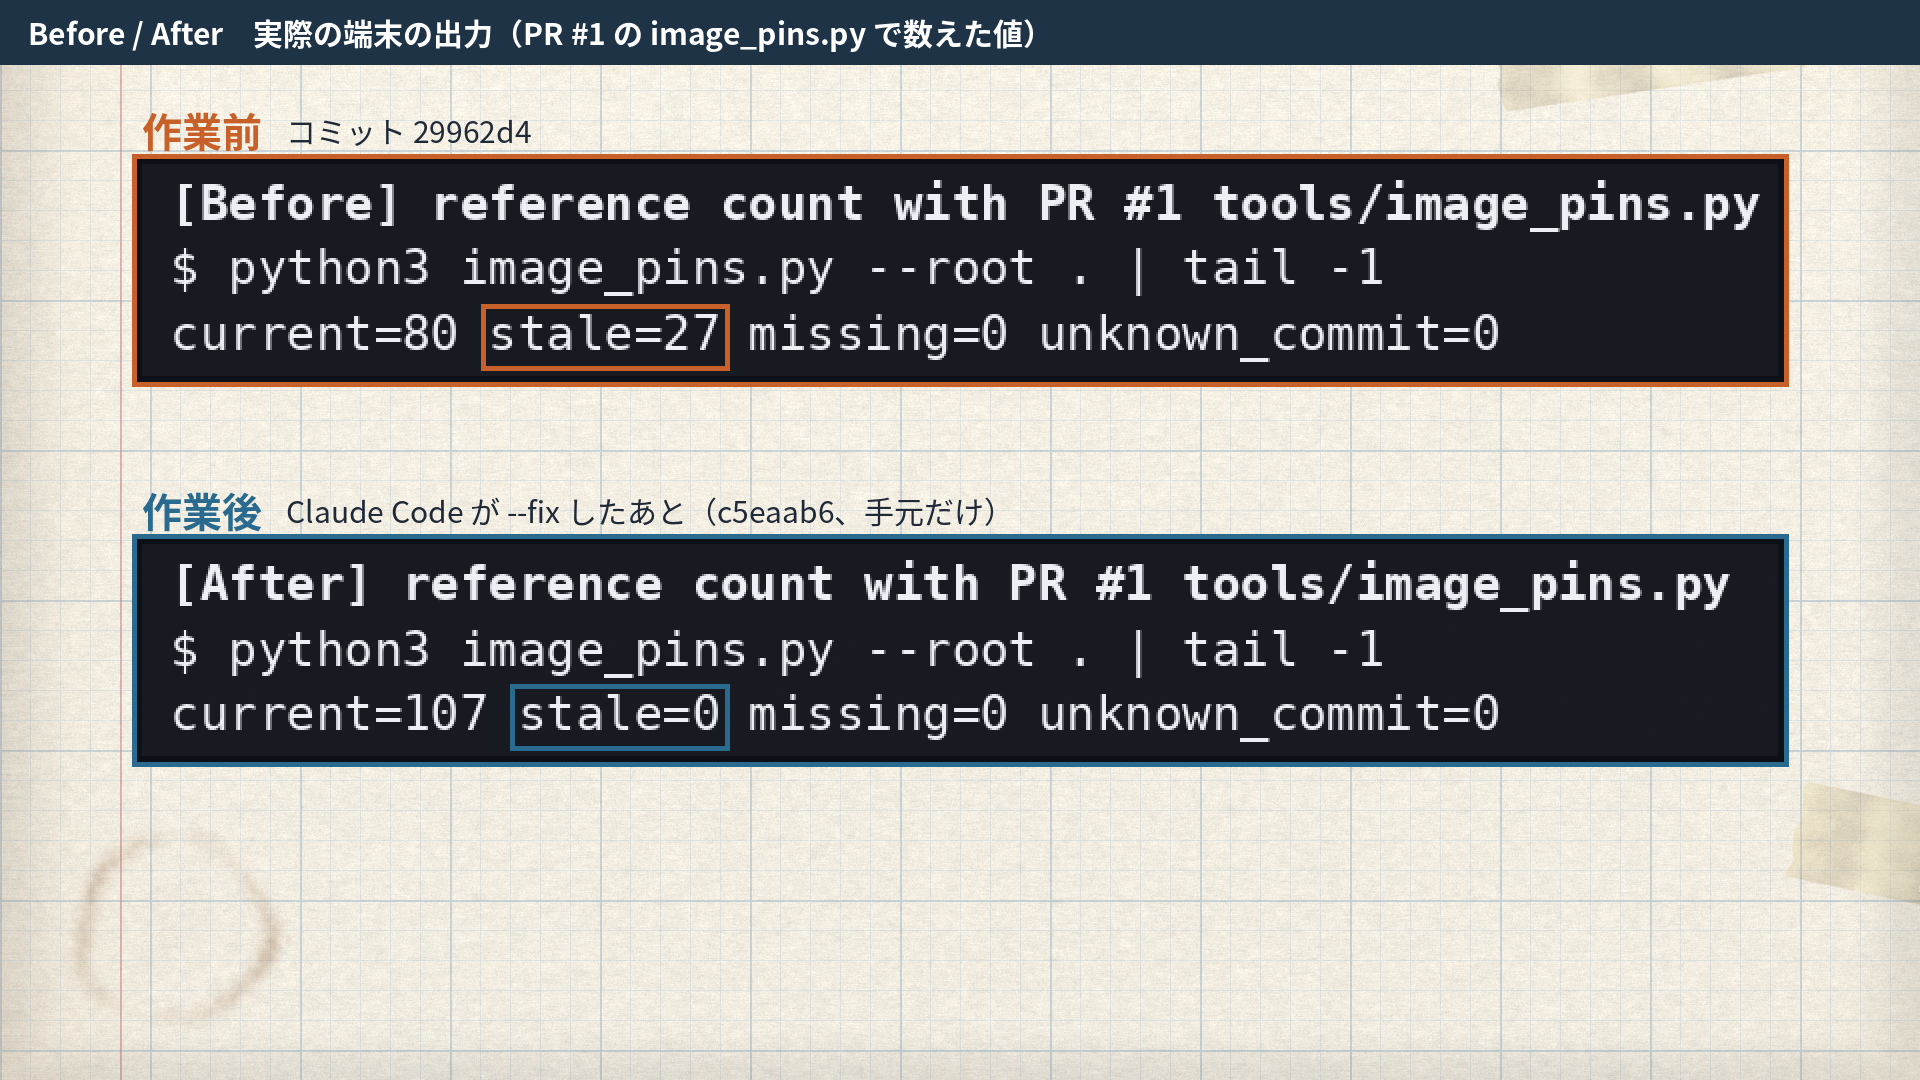 Before / After　実際の端末の出力（PR #1 の image_pins.py で数えた値）
作業前　コミット 29962d4
[Before] reference count with PR #1 tools/image_pins.py
$ python3 image_pins.py --root . | tail -1
current=80 stale=27 missing=0 unknown_commit=0
作業後　Claude Code が --fix したあと（c5eaab6、手元だけ）
[After] reference count with PR #1 tools/image_pins.py
$ python3 image_pins.py --root . | tail -1
current=107 stale=0 missing=0 unknown_commit=0